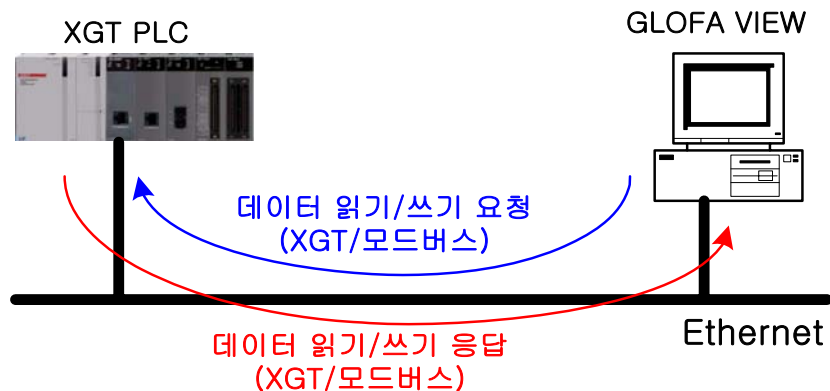 XGT PLC
GLOFA VIEW
데이터 읽기/쓰기 요청
(XGT/모드버스)
Ethernet
데이터 읽기/쓰기 응답
(XGT/모드버스)